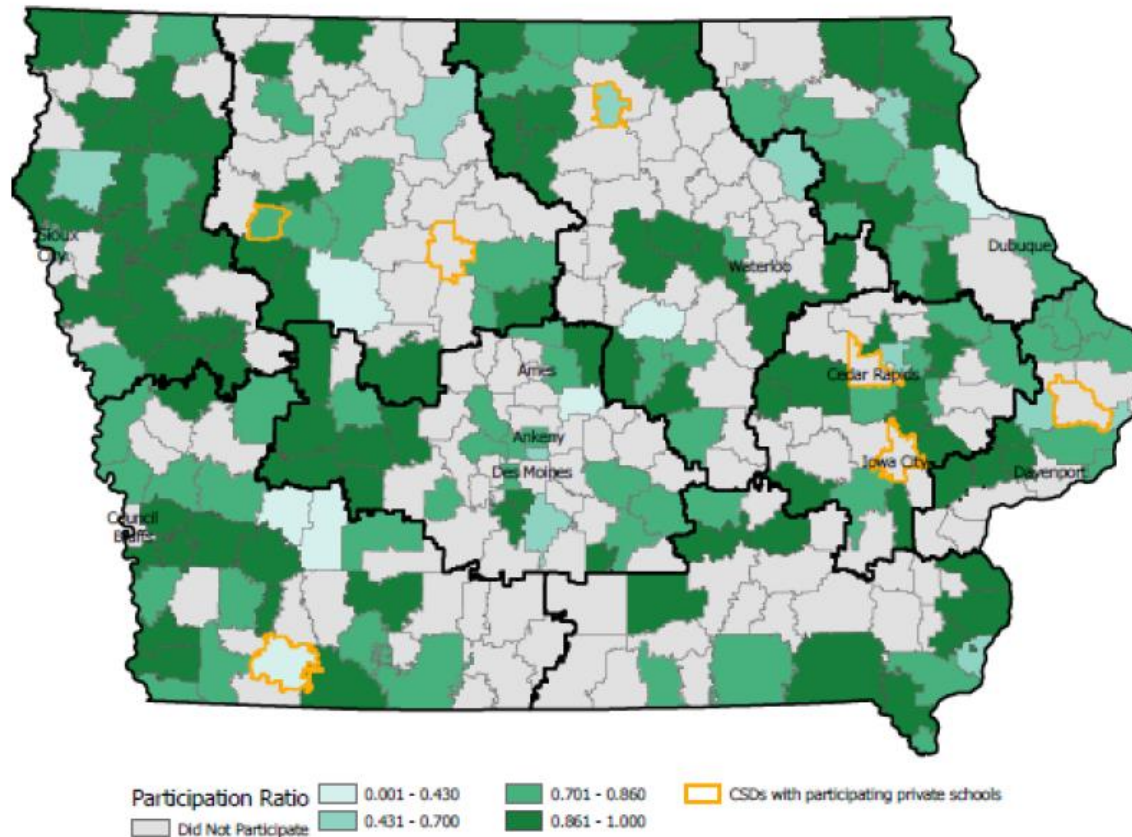 Sioux
City
Dubuque
Waterloo
Cedar Rapids
Ames
Ankeny
Iowa City
Des Moines
Davenport
Council
Bluffs
Participation Ratio
0.001 - 0.430
0.701 - 0.860
CSDs with participating private schools
Did Not Participate
0.431 - 0.700
0.861 - 1.000